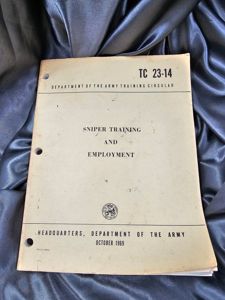 TC 23-14
DEPARTMENT OF THE ARMY TRAINING CIRCULAR
SNIPER TRAINING
AND
EMPLOYMENT
HEADQUARTERS, DEPARTMENT OF THE ARMY
OCTOBER 1969